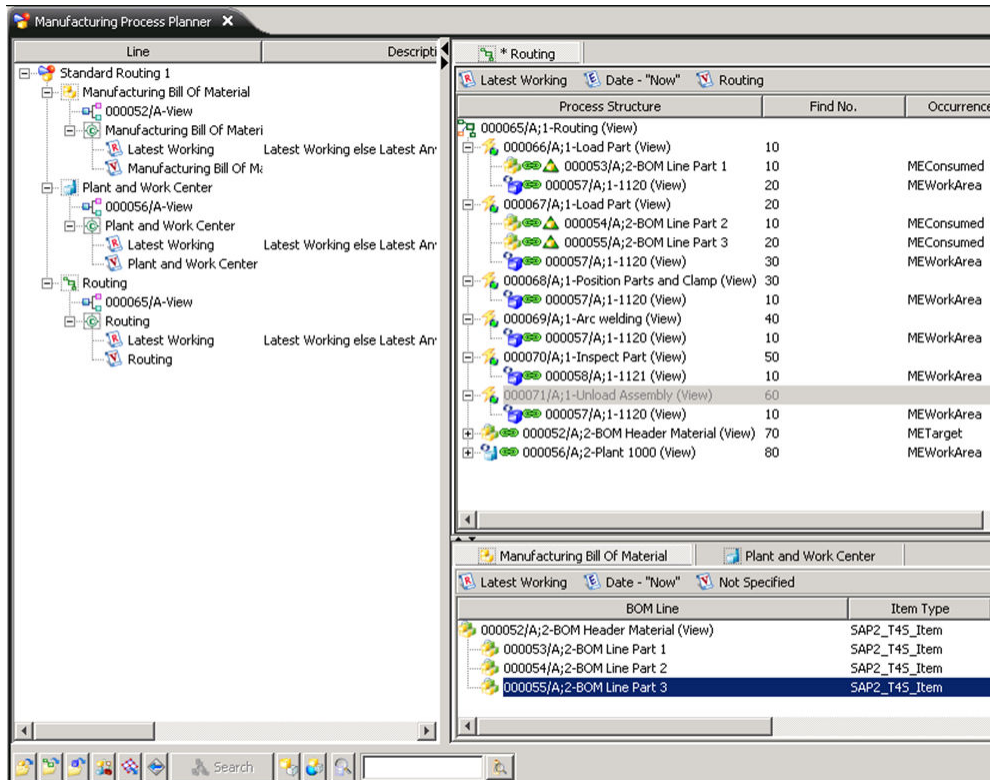 Manufacturing Process Planner
Line Descripti
Standard Routing 1
Manufacturing Bill Of Material
000052/A-View
Manufacturing Bill Of Materi
Latest Working Latest Working else Latest An
Manufacturing Bill Of Ma
Plant and Work Center
000056/A-View
Plant and Work Center
Latest Working Latest Working else Latest An
Plant and Work Center
Routing
000065/A-View
Routing
Latest Working Latest Working else Latest An
Routing
Search
* Routing
Latest Working Date - "Now" Routing
Process Structure Find No. Occurrence
000065/A;1-Routing (View)
000066/A;1-Load Part (View) 10
000053/A;2-BOM Line Part 1 10 MEConsumed
000057/A;1-1120 (View) 20 MEWorkArea
000067/A;1-Load Part (View) 20
000054/A;2-BOM Line Part 2 10 MEConsumed
000055/A;2-BOM Line Part 3 20 MEConsumed
000057/A;1-1120 (View) 30 MEWorkArea
000068/A;1-Position Parts and Clamp (View) 30
000057/A;1-1120 (View) 10 MEWorkArea
000069/A;1-Arc welding (View) 40
000057/A;1-1120 (View) 10 MEWorkArea
000070/A;1-Inspect Part (View) 50
000058/A;1-1121 (View) 10 MEWorkArea
000071/A;1-Unload Assembly (View) 60
000057/A;1-1120 (View) 10 MEWorkArea
000052/A;2-BOM Header Material (View) 70 METarget
000056/A;2-Plant 1000 (View) 80 MEWorkArea
Manufacturing Bill Of Material Plant and Work Center
Latest Working Date - "Now" Not Specified
BOM Line Item Type
000052/A;2-BOM Header Material (View) SAP2_T4S_Item
000053/A;2-BOM Line Part 1 SAP2_T4S_Item
000054/A;2-BOM Line Part 2 SAP2_T4S_Item
000055/A;2-BOM Line Part 3 SAP2_T4S_Item